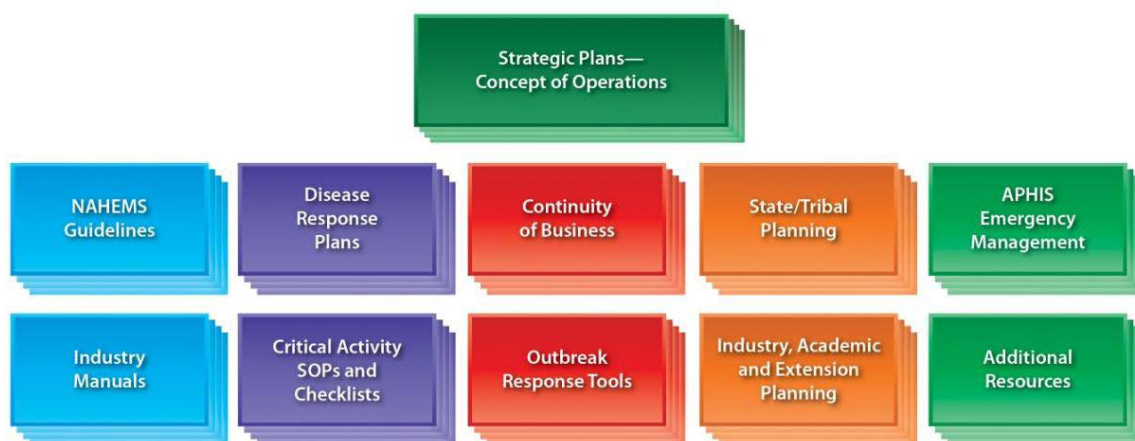 Strategic Plans—
Concept of Operations
NAHEMS
Guidelines
Disease
Response
Plans
Continuity
of Business
State/Tribal
Planning
APHIS
Emergency
Management
Industry
Manuals
Critical Activity
SOPs and
Checklists
Outbreak
Response Tools
Industry, Academic
and Extension
Planning
Additional
Resources